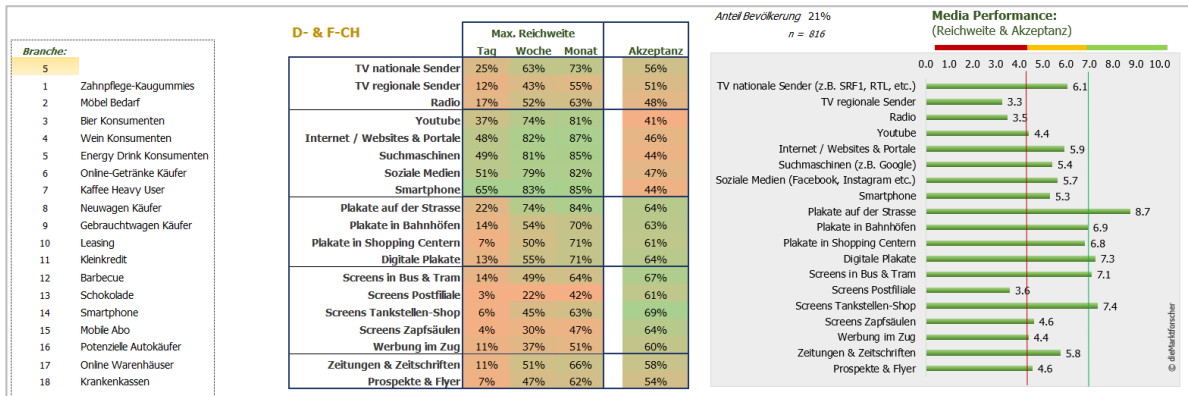 Branche:
5
1 Zahnpflege-Kaugummies
2 Möbel Bedarf
3 Bier Konsumenten
4 Wein Konsumenten
5 Energy Drink Konsumenten
6 Online-Getränke Käufer
7 Kaffee Heavy User
8 Neuwagen Käufer
9 Gebrauchtwagen Käufer
10 Leasing
11 Kleinkredit
12 Barbecue
13 Schokolade
14 Smartphone
15 Mobile Abo
16 Potenzielle Autokäufer
17 Online Warenhäuser
18 Krankenkassen
D- & F-CH
Max. Reichweite
Tag Woche Monat Akzeptanz
TV nationale Sender 25% 63% 73% 56%
TV regionale Sender 12% 43% 55% 51%
Radio 17% 52% 63% 48%
Youtube 37% 74% 81% 41%
Internet / Websites & Portale 48% 82% 87% 46%
Suchmaschinen 49% 81% 85% 44%
Soziale Medien 51% 79% 82% 47%
Smartphone 65% 83% 85% 44%
Plakate auf der Strasse 22% 74% 84% 64%
Plakate in Bahnhöfen 14% 54% 70% 63%
Plakate in Shopping Centern 7% 50% 71% 61%
Digitale Plakate 13% 55% 71% 64%
Screens in Bus & Tram 14% 49% 64% 67%
Screens Postfiliale 3% 22% 42% 61%
Screens Tankstellen-Shop 6% 45% 63% 69%
Screens Zapfsäulen 4% 30% 47% 64%
Werbung im Zug 11% 37% 51% 60%
Zeitungen & Zeitschriften 11% 51% 66% 58%
Prospekte & Flyer 7% 47% 62% 54%
Anteil Bevölkerung 21%
n = 816
Media Performance:
(Reichweite & Akzeptanz)
0.0 1.0 2.0 3.0 4.0 5.0 6.0 7.0 8.0 9.0 10.0
TV nationale Sender (z.B. SRF1, RTL, etc.) 6.1
TV regionale Sender 3.3
Radio 3.5
Youtube 4.4
Internet / Websites & Portale 5.9
Suchmaschinen (z.B. Google) 5.4
Soziale Medien (Facebook, Instagram etc.) 5.7
Smartphone 5.3
Plakate auf der Strasse 8.7
Plakate in Bahnhöfen 6.9
Plakate in Shopping Centern 6.8
Digitale Plakate 7.3
Screens in Bus & Tram 7.1
Screens Postfiliale 3.6
Screens Tankstellen-Shop 7.4
Screens Zapfsäulen 4.6
Werbung im Zug 4.4
Zeitungen & Zeitschriften 5.8
Prospekte & Flyer 4.6
© dieMarktforscher